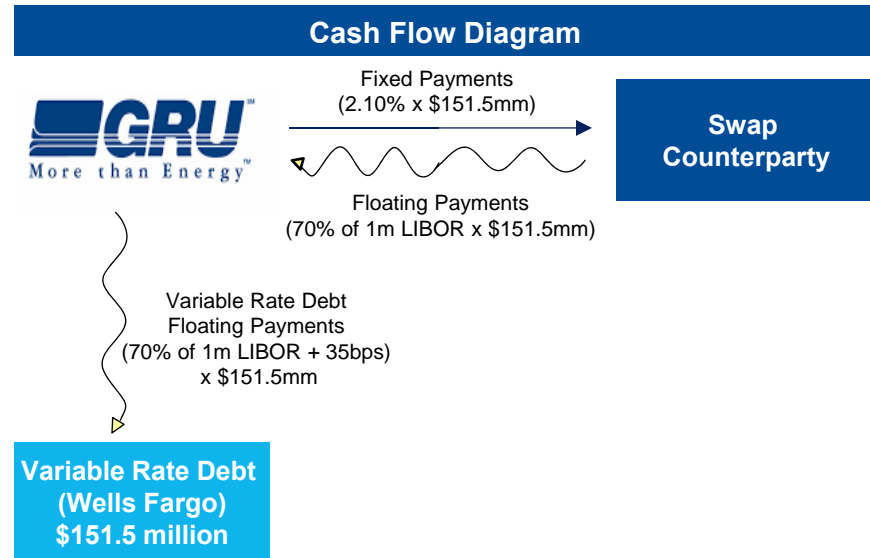 Cash Flow Diagram
GRU™
More than Energy™
Fixed Payments
(2.10% x $151.5mm)
Swap
Counterparty
Floating Payments
(70% of 1m LIBOR x $151.5mm)
Variable Rate Debt
Floating Payments
(70% of 1m LIBOR + 35bps)
x $151.5mm
Variable Rate Debt
(Wells Fargo)
$151.5 million